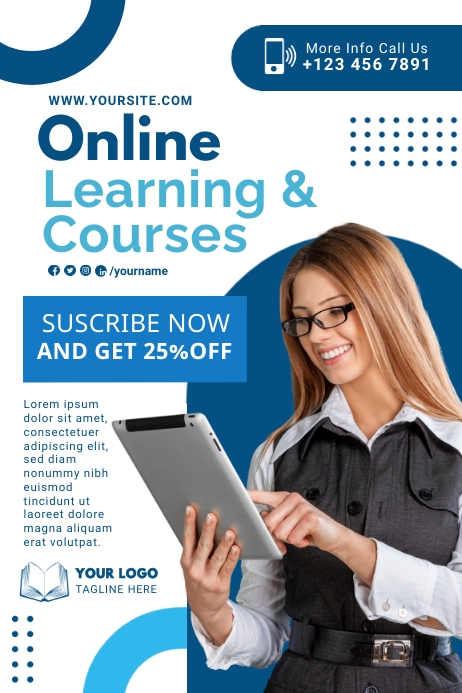 More Info Call Us
+123 456 7891
WWW.YOURSITE.COM
Online
Learning &
Courses
/yourname
SUSCRIBE NOW
AND GET 25%OFF
Lorem ipsum
dolor sit amet,
consectetuer
adipiscing elit,
sed diam
nonummy nibh
euismod
tincidunt ut
laoreet dolore
magna aliquam
erat volutpat.
YOUR LOGO
TAGLINE HERE